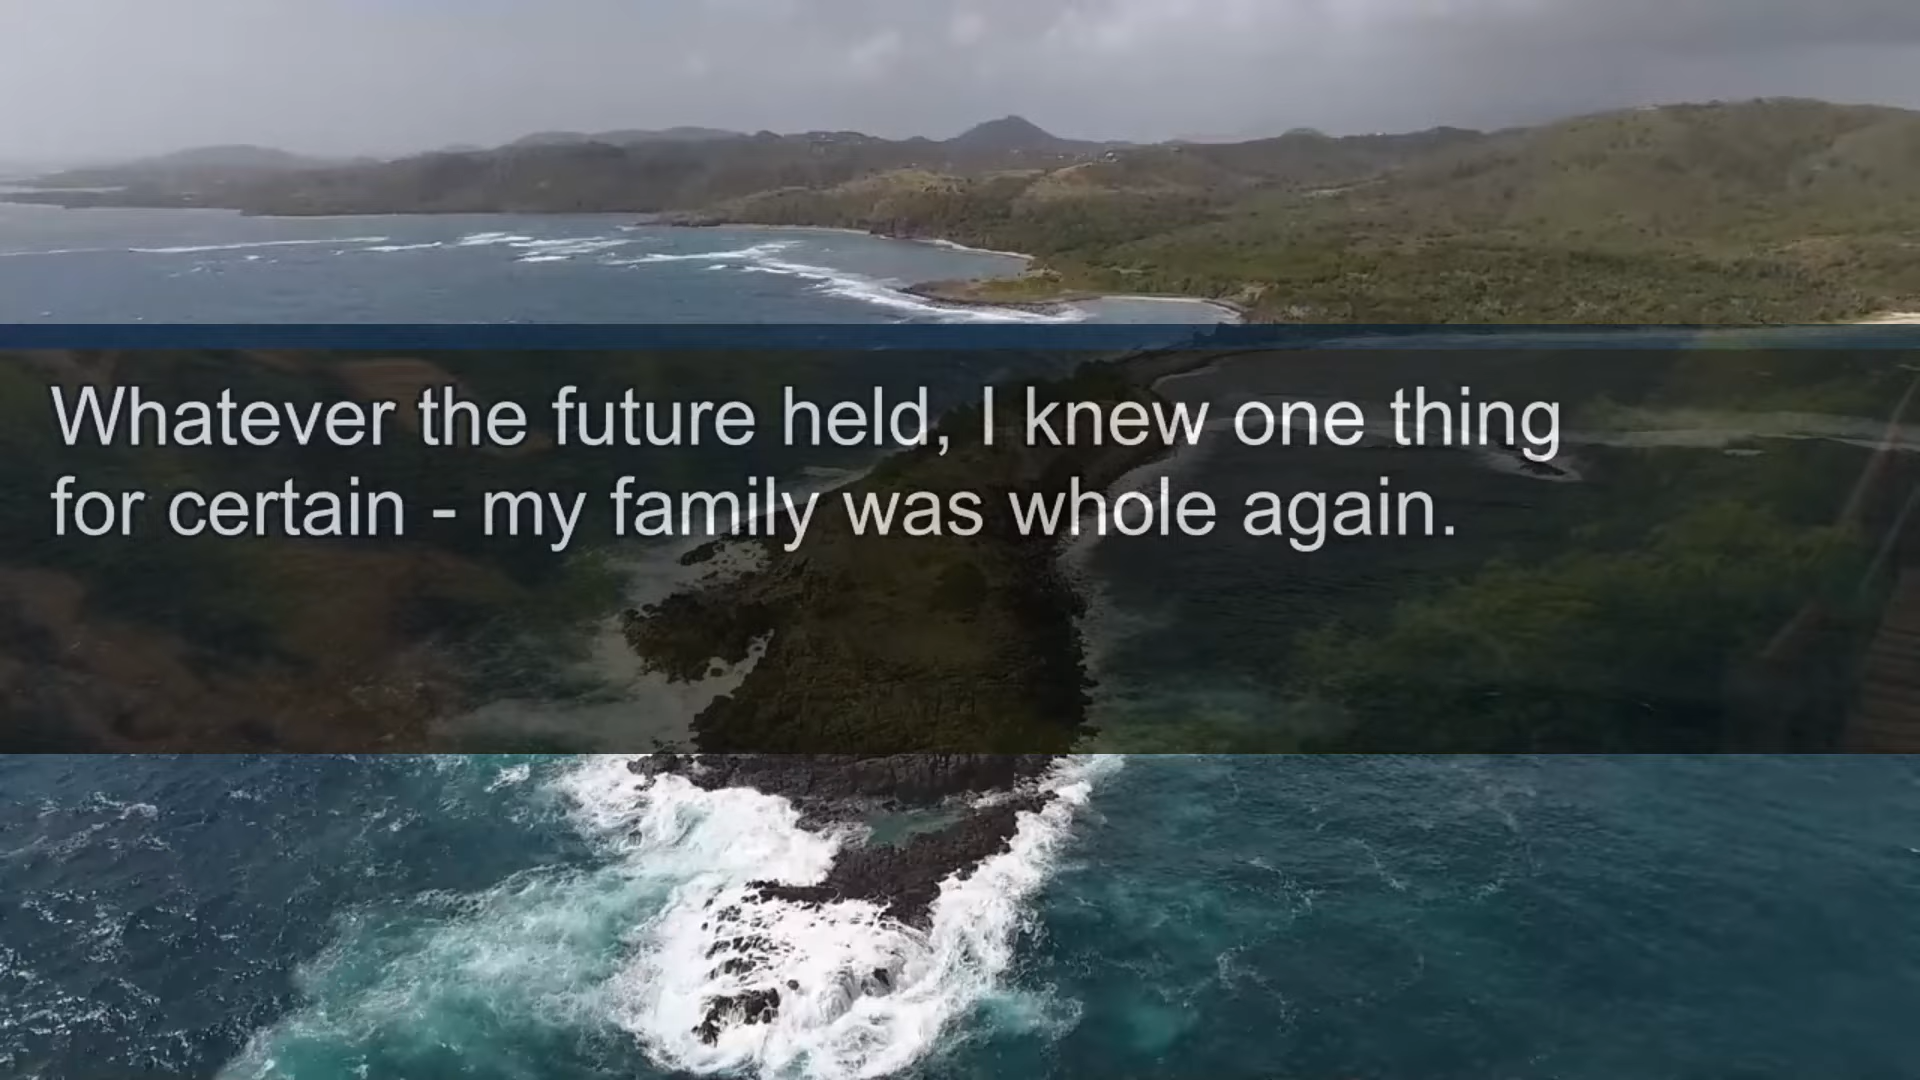 Whatever the future held, I knew one thing
for certain - my family was whole again.